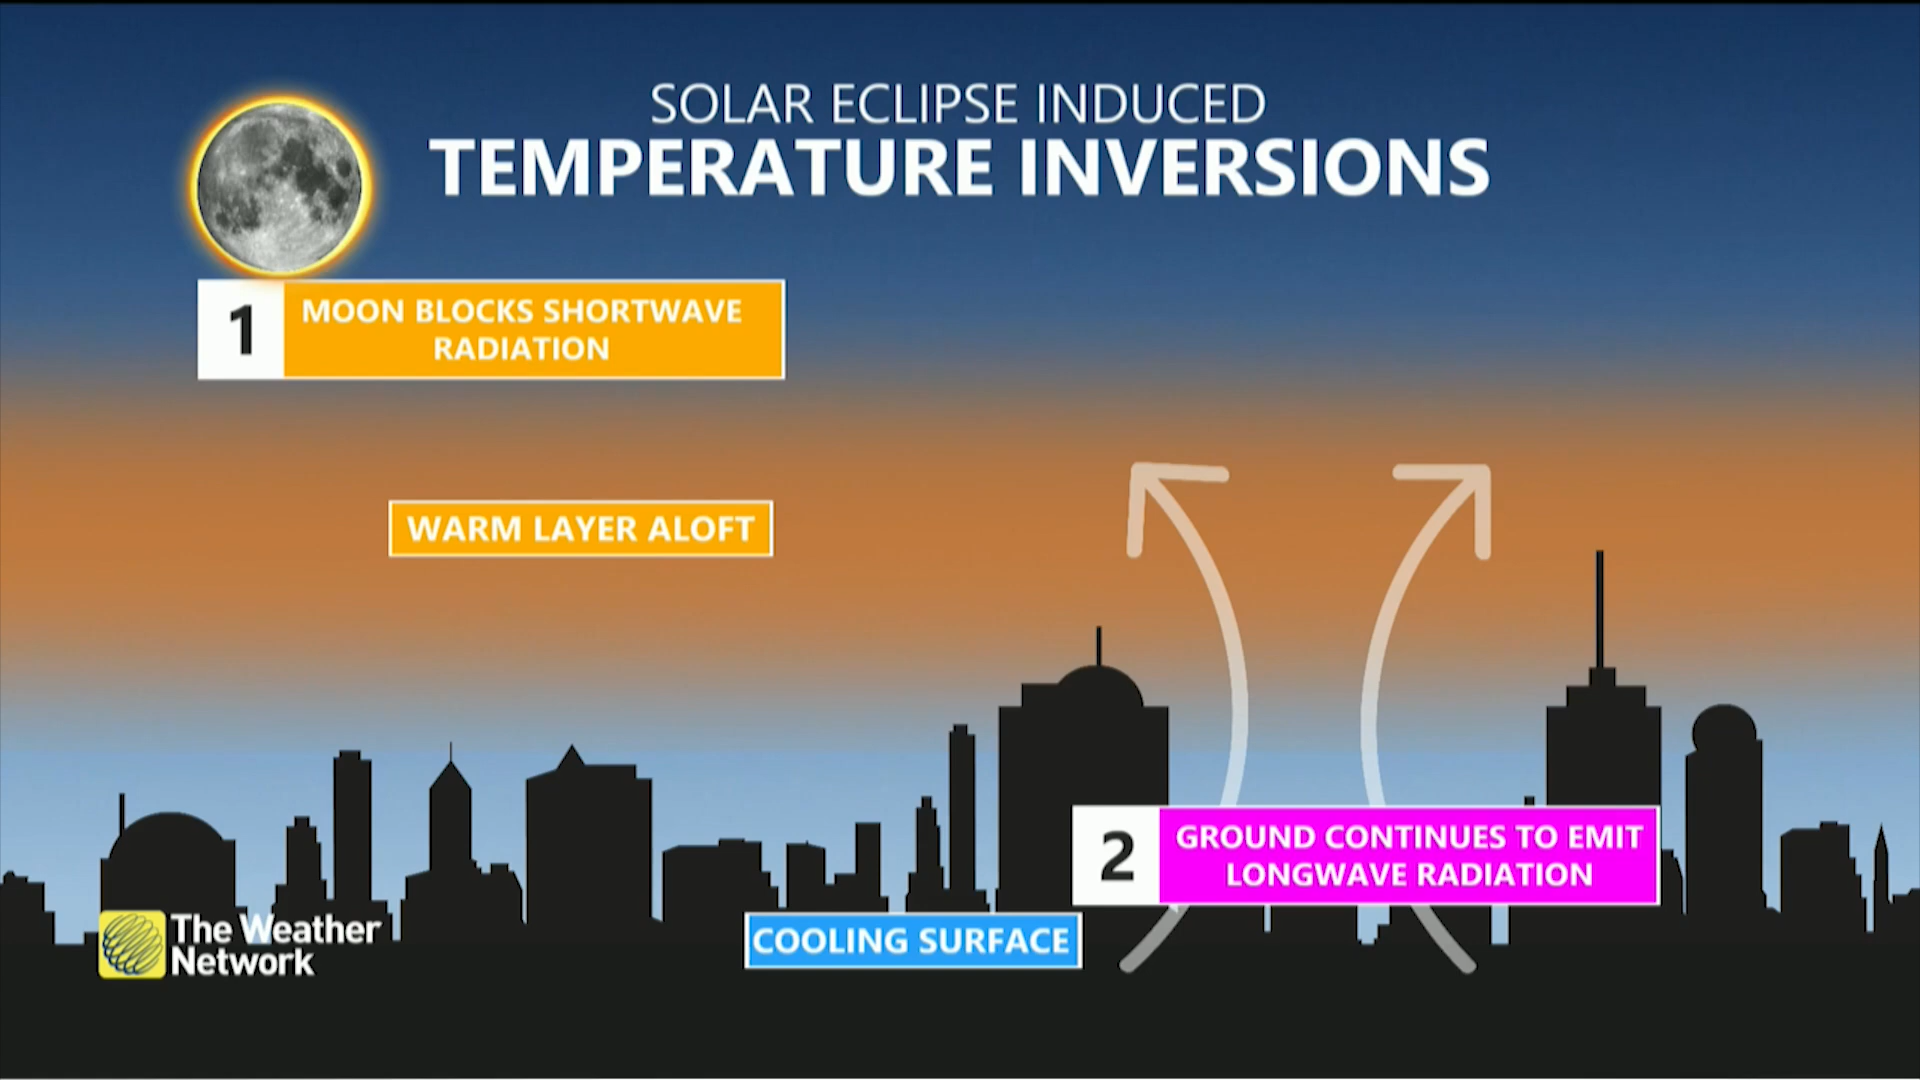 SOLAR ECLIPSE INDUCED
TEMPERATURE INVERSIONS
1
MOON BLOCKS SHORTWAVE
RADIATION
WARM LAYER ALOFT
2
GROUND CONTINUES TO EMIT
LONGWAVE RADIATION
COOLING SURFACE
The Weather
Network